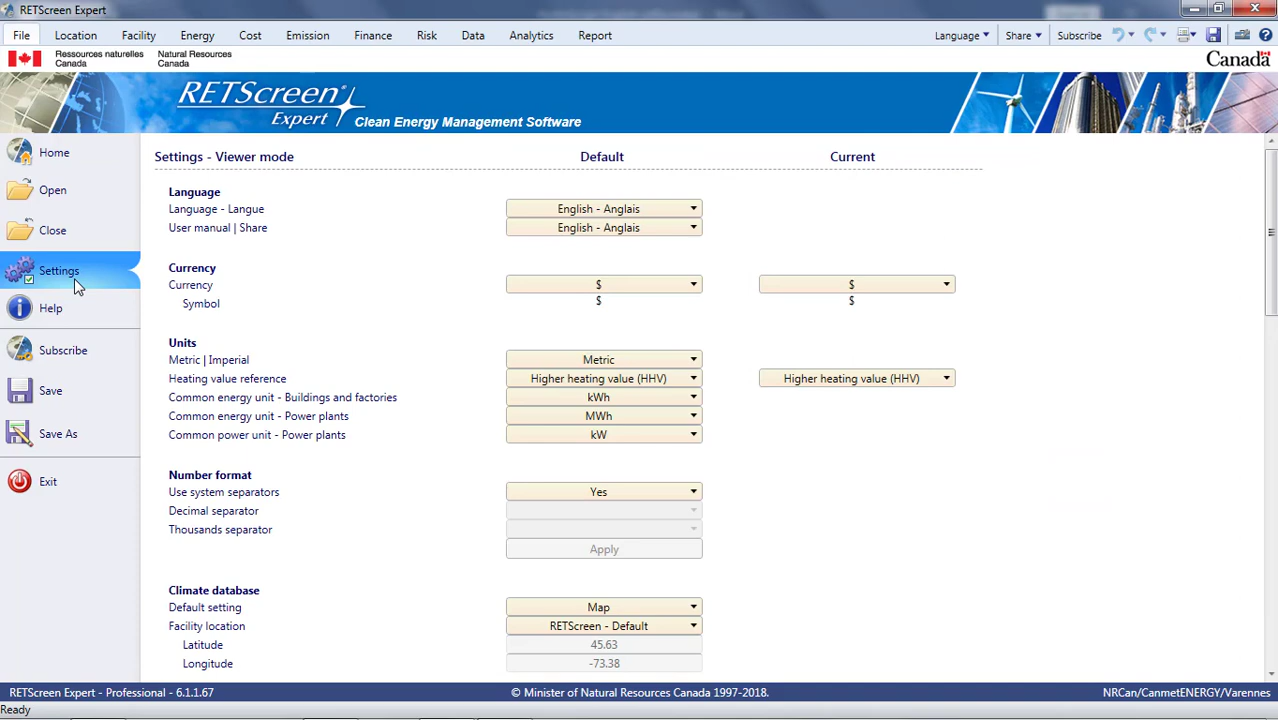 RETScreen Expert
File Location Facility Energy Cost Emission Finance Risk Data Analytics Report Language Share Subscribe
Ressources naturelles Canada
Natural Resources Canada
Canada
RETScreen® Expert
Clean Energy Management Software
Home
Open
Close
Settings
Help
Subscribe
Save
Save As
Exit
Settings - Viewer mode Default Current
Language
Language - Langue English - Anglais
User manual | Share English - Anglais
Currency
Currency $ $
Symbol $ $
Units
Metric | Imperial Metric
Heating value reference Higher heating value (HHV) Higher heating value (HHV)
Common energy unit - Buildings and factories kWh
Common energy unit - Power plants MWh
Common power unit - Power plants kW
Number format
Use system separators Yes
Decimal separator
Thousands separator
Apply
Climate database
Default setting Map
Facility location RETScreen - Default
Latitude 45.63
Longitude -73.38
RETScreen Expert - Professional - 6.1.1.67 © Minister of Natural Resources Canada 1997-2018. NRCan/CanmetENERGY/Varennes
Ready